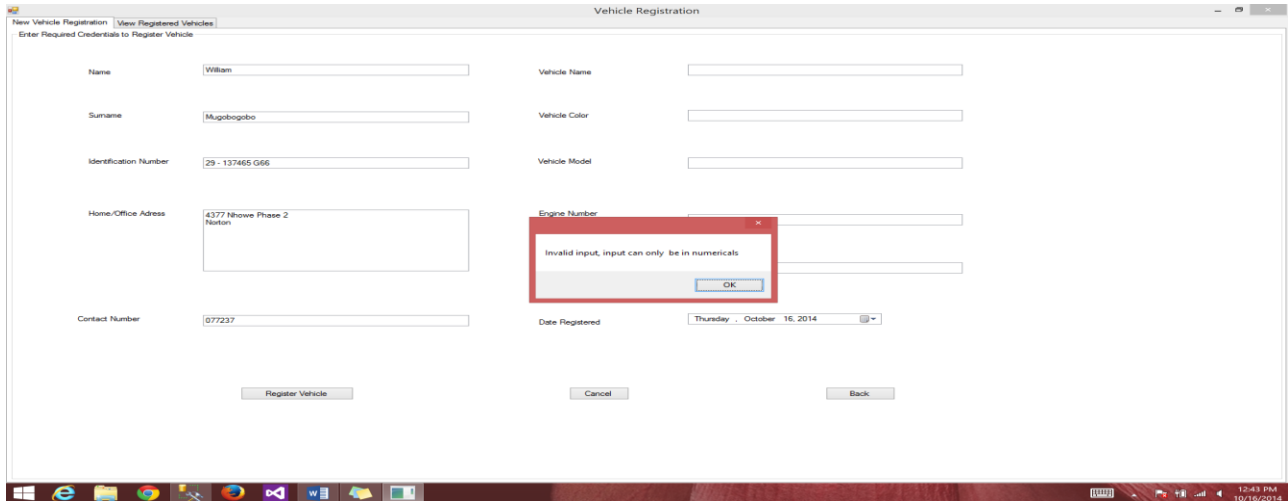 Vehicle Registration
New Vehicle Registration View Registered Vehicles
Enter Required Credentials to Register Vehicle
Name William Vehicle Name
Surname Mugobogobo Vehicle Color
Identification Number 29 - 137465 G66 Vehicle Model
Home/Office Adress 4377 Nhowe Phase 2 Engine Number
Norton
Invalid input, input can only be in numericals
OK
Contact Number 077237 Date Registered Thursday , October 16, 2014
Register Vehicle Cancel Back
12:43 PM
10/16/2014